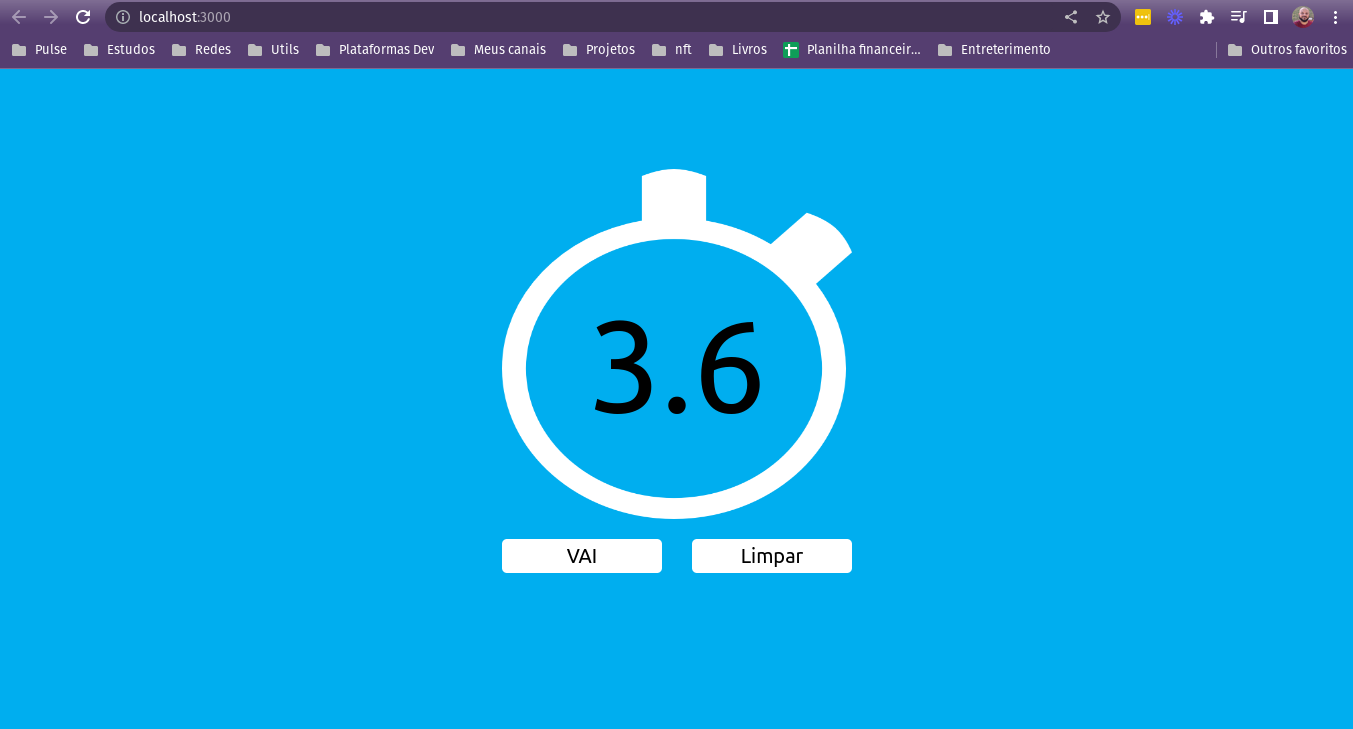 localhost:3000
Pulse Estudos Redes Utils Plataformas Dev Meus canais Projetos nft Livros Planilha financeir... Entreterimento Outros favoritos
3.6
VAI Limpar